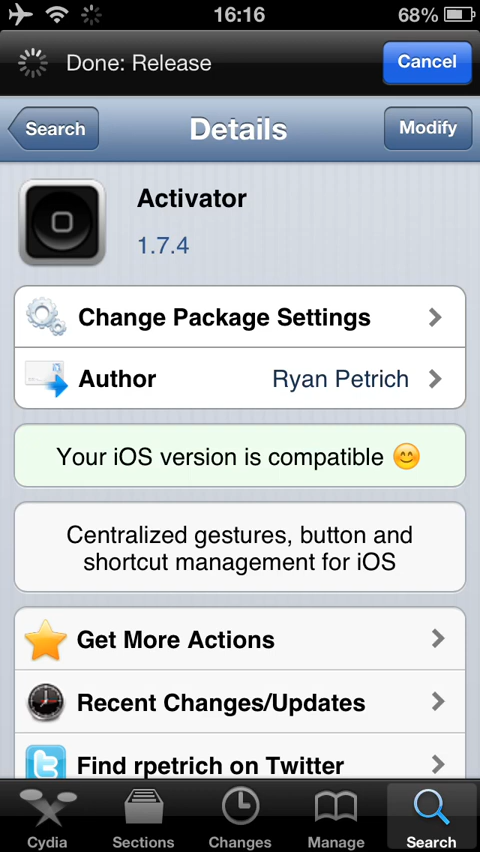 16:16
68%
Done: Release
Cancel
Search
Details
Modify
Activator
1.7.4
Change Package Settings
Author
Ryan Petrich
Your iOS version is compatible 😊
Centralized gestures, button and
shortcut management for iOS
Get More Actions
Recent Changes/Updates
Find rpetrich on Twitter
Cydia
Sections
Changes
Manage
Search